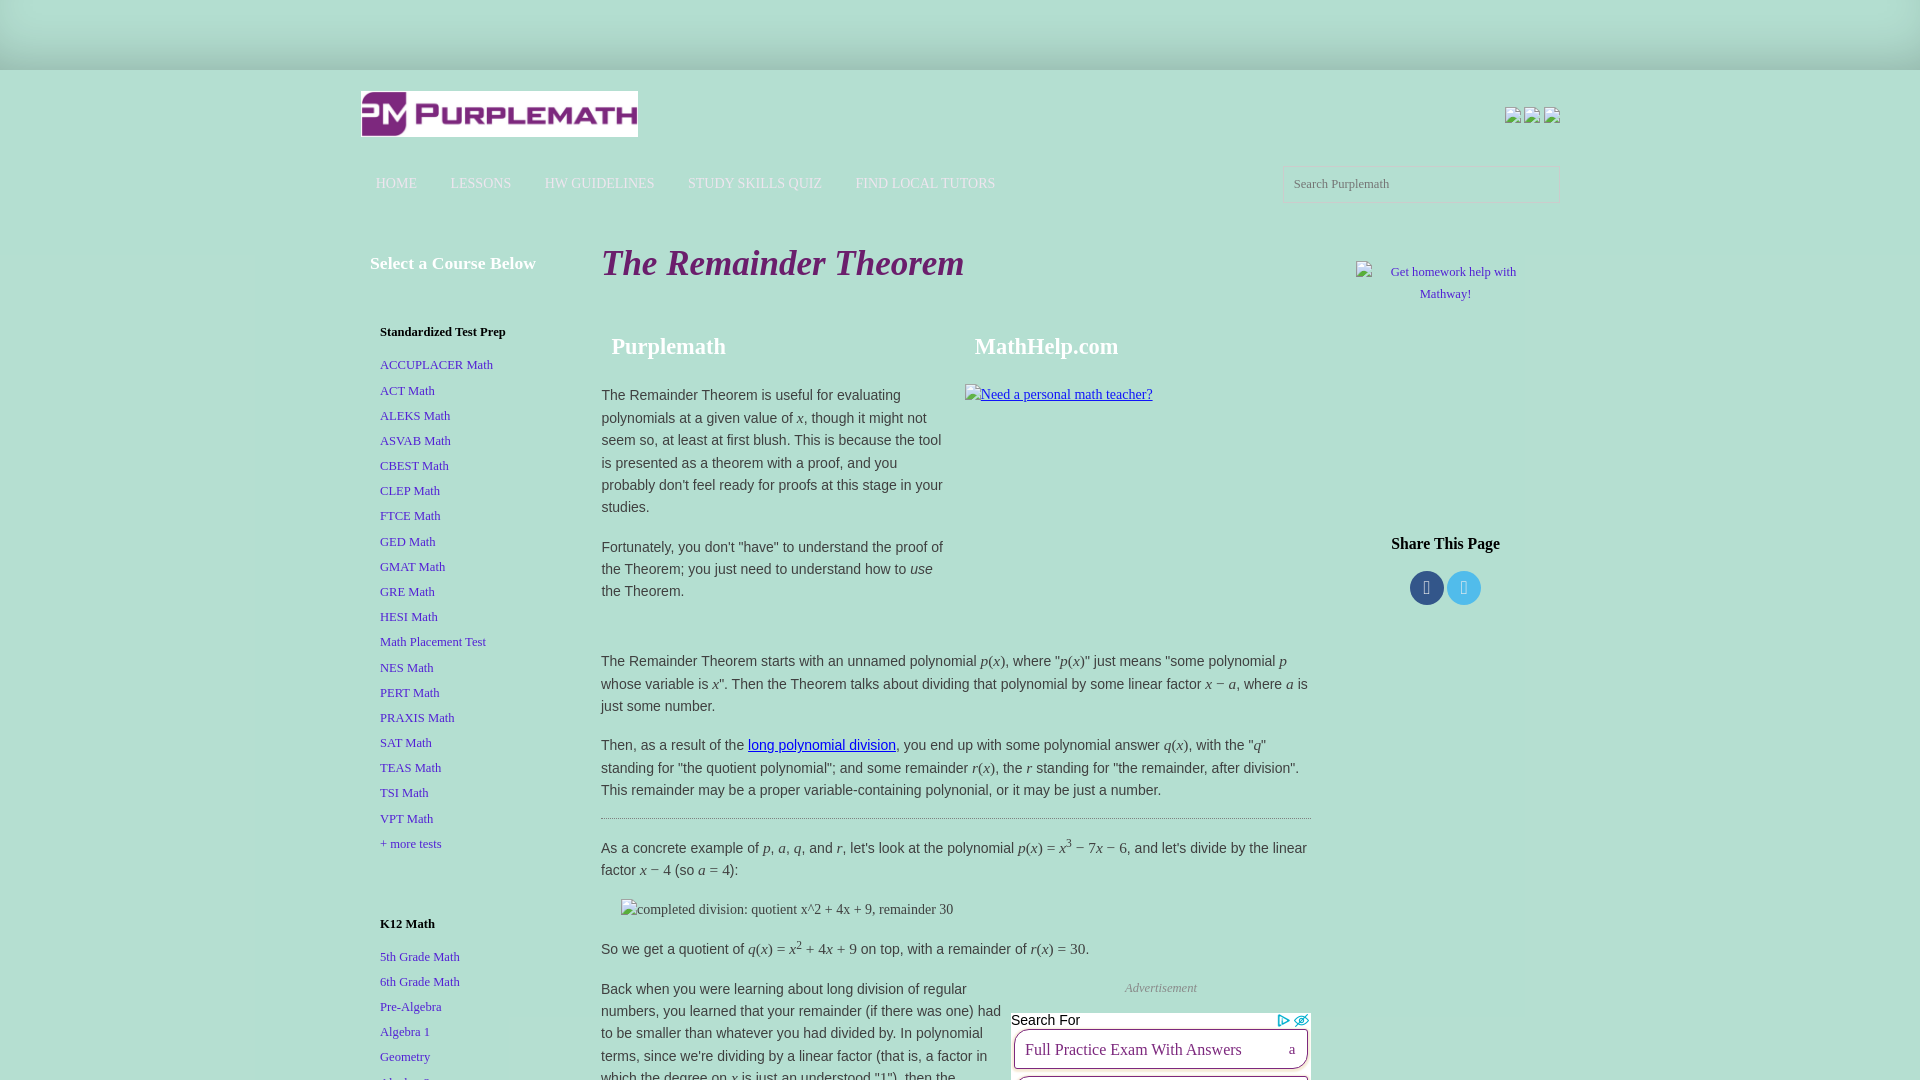 PM PURPLEMATH
HOME LESSONS HW GUIDELINES STUDY SKILLS QUIZ FIND LOCAL TUTORS
Search Purplemath
Select a Course Below
Standardized Test Prep
ACCUPLACER Math
ACT Math
ALEKS Math
ASVAB Math
CBEST Math
CLEP Math
FTCE Math
GED Math
GMAT Math
GRE Math
HESI Math
Math Placement Test
NES Math
PERT Math
PRAXIS Math
SAT Math
TEAS Math
TSI Math
VPT Math
+ more tests
K12 Math
5th Grade Math
6th Grade Math
Pre-Algebra
Algebra 1
Geometry
The Remainder Theorem
Purplemath
The Remainder Theorem is useful for evaluating
polynomials at a given value of x, though it might not
seem so, at least at first blush. This is because the tool
is presented as a theorem with a proof, and you
probably don't feel ready for proofs at this stage in your
studies.
Fortunately, you don't "have" to understand the proof of
the Theorem; you just need to understand how to use
the Theorem.
MathHelp.com
Need a personal math teacher?
The Remainder Theorem starts with an unnamed polynomial p(x), where "p(x)" just means "some polynomial p
whose variable is x". Then the Theorem talks about dividing that polynomial by some linear factor x − a, where a is
just some number.
Then, as a result of the long polynomial division, you end up with some polynomial answer q(x), with the "q"
standing for "the quotient polynomial"; and some remainder r(x), the r standing for "the remainder, after division".
This remainder may be a proper variable-containing polynonial, or it may be just a number.
As a concrete example of p, a, q, and r, let's look at the polynomial p(x) = x³ − 7x − 6, and let's divide by the linear
factor x − 4 (so a = 4):
completed division: quotient x^2 + 4x + 9, remainder 30
So we get a quotient of q(x) = x² + 4x + 9 on top, with a remainder of r(x) = 30.
Back when you were learning about long division of regular
numbers, you learned that your remainder (if there was one) had
to be smaller than whatever you had divided by. In polynomial
terms, since we're dividing by a linear factor (that is, a factor in
which the degree on x is just an understood "1"), then the
Advertisement
Search For
Full Practice Exam With Answers a
Get homework help with
Mathway!
Share This Page